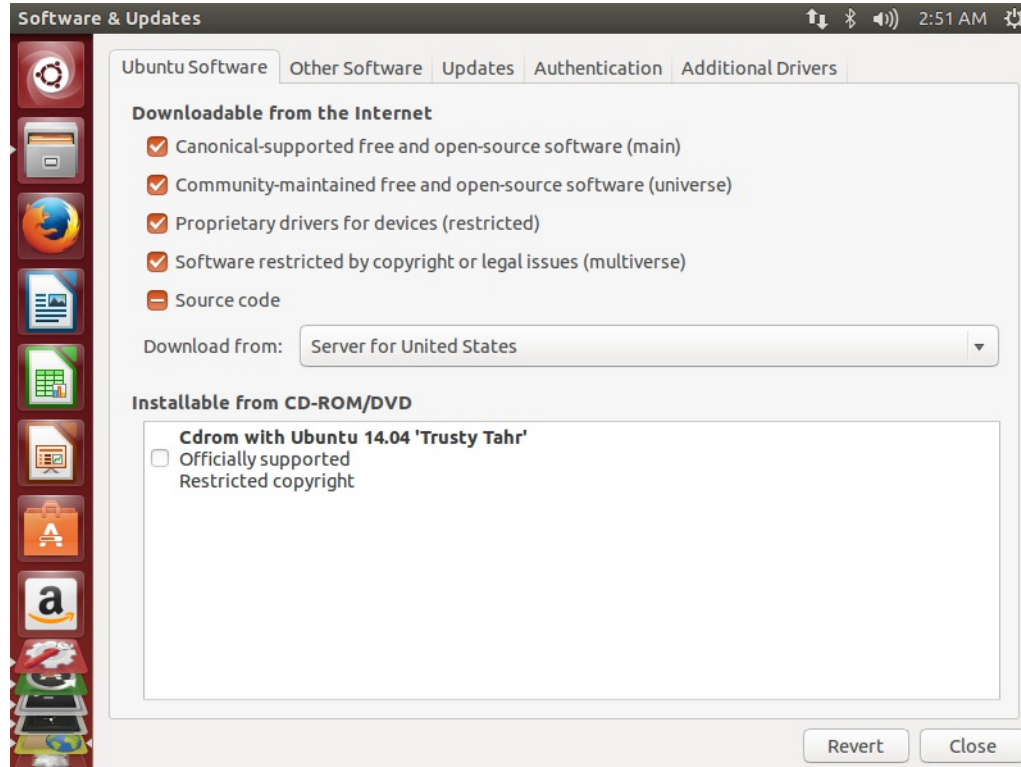 Software & Updates
2:51 AM
Ubuntu Software
Other Software
Updates
Authentication
Additional Drivers
Downloadable from the Internet
Canonical-supported free and open-source software (main)
Community-maintained free and open-source software (universe)
Proprietary drivers for devices (restricted)
Software restricted by copyright or legal issues (multiverse)
Source code
Download from: Server for United States
Installable from CD-ROM/DVD
Cdrom with Ubuntu 14.04 'Trusty Tahr'
Officially supported
Restricted copyright
Revert
Close